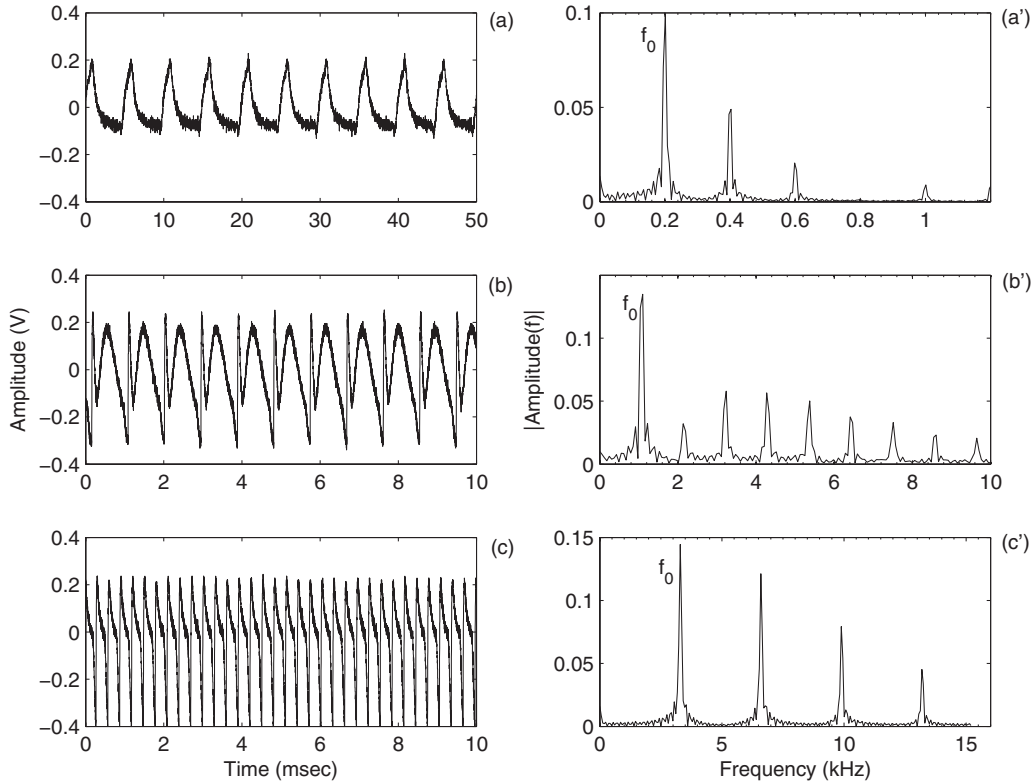 (a)
0.4
0.2
0
−0.2
−0.4
0 10 20 30 40 50
(a')
0.1
0.05
0
f0
0 0.2 0.4 0.6 0.8 1
(b)
0.4
0.2
0
−0.2
−0.4
Amplitude (V)
0 2 4 6 8 10
(b')
0.1
0.05
0
|Amplitude(f)|
f0
0 2 4 6 8 10
(c)
0.4
0.2
0
−0.2
−0.4
0 2 4 6 8 10
Time (msec)
(c')
0.15
0.1
0.05
0
f0
0 5 10 15
Frequency (kHz)